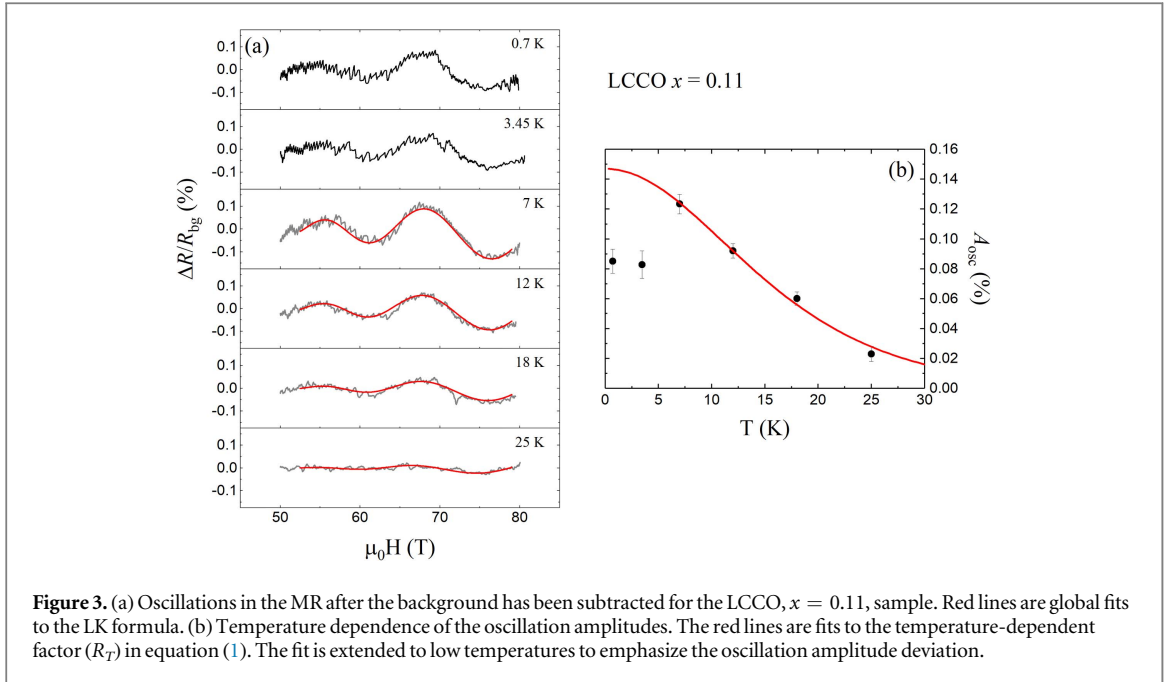 (a)
0.7 K
0.1
0.0
-0.1
3.45 K
0.1
0.0
-0.1
7 K
0.1
0.0
-0.1
12 K
0.1
0.0
-0.1
18 K
0.1
0.0
-0.1
25 K
0.1
0.0
-0.1
50 60 70 80
μ₀H (T)
ΔR/R_bg (%)
LCCO x = 0.11
(b)
0.16
0.14
0.12
0.10
0.08
0.06
0.04
0.02
0.00
A_osc (%)
0 5 10 15 20 25 30
T (K)
Figure 3. (a) Oscillations in the MR after the background has been subtracted for the LCCO, x = 0.11, sample. Red lines are global fits
to the LK formula. (b) Temperature dependence of the oscillation amplitudes. The red lines are fits to the temperature-dependent
factor (R_T) in equation (1). The fit is extended to low temperatures to emphasize the oscillation amplitude deviation.